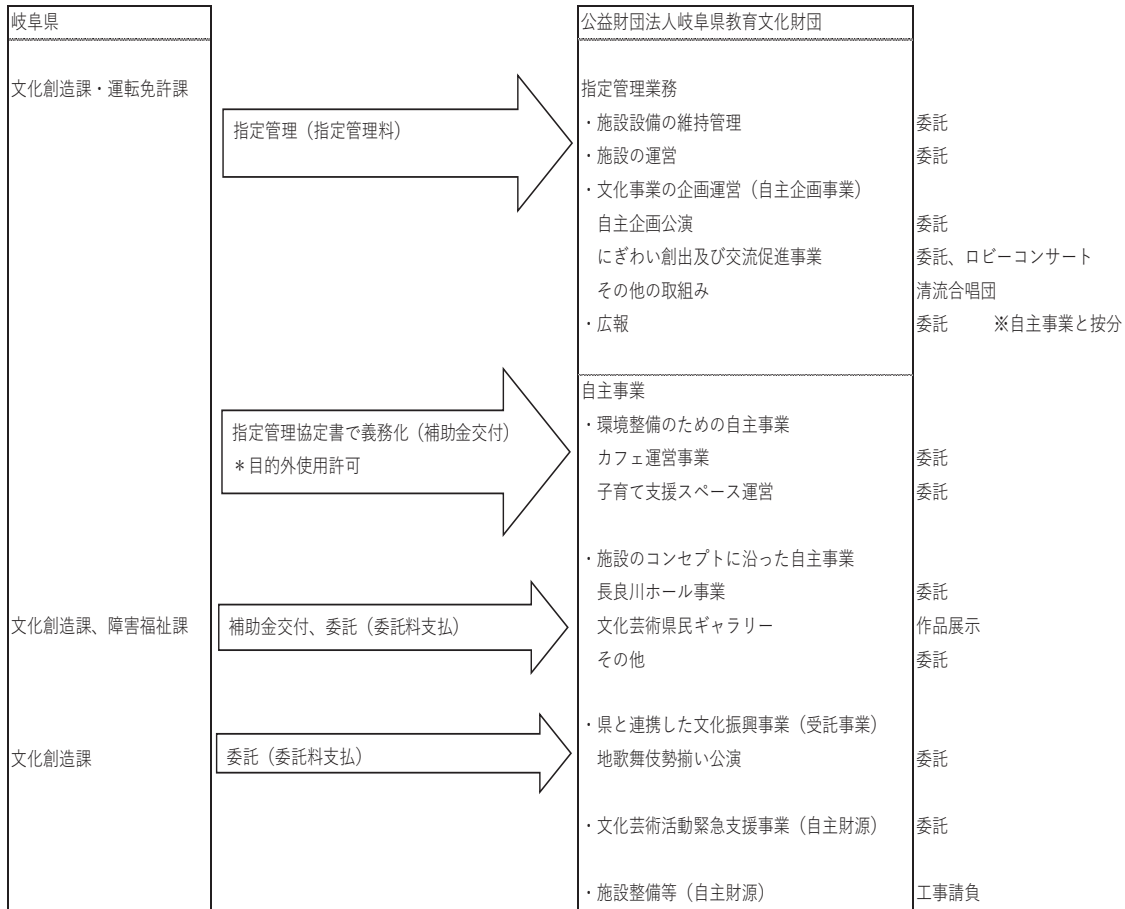 岐阜県
公益財団法人岐阜県教育文化財団
文化創造課・運転免許課
指定管理業務
指定管理（指定管理料）
・施設設備の維持管理 委託
・施設の運営 委託
・文化事業の企画運営（自主企画事業）
自主企画公演 委託
にぎわい創出及び交流促進事業 委託、ロビーコンサート
その他の取組み 清流合唱団
・広報 委託 ※自主事業と按分
自主事業
指定管理協定書で義務化（補助金交付）
＊目的外使用許可
・環境整備のための自主事業
カフェ運営事業 委託
子育て支援スペース運営 委託
・施設のコンセプトに沿った自主事業
長良川ホール事業 委託
文化創造課、障害福祉課
補助金交付、委託（委託料支払）
文化芸術県民ギャラリー 作品展示
その他 委託
・県と連携した文化振興事業（受託事業）
文化創造課
委託（委託料支払）
地歌舞伎勢揃い公演 委託
・文化芸術活動緊急支援事業（自主財源） 委託
・施設整備等（自主財源） 工事請負